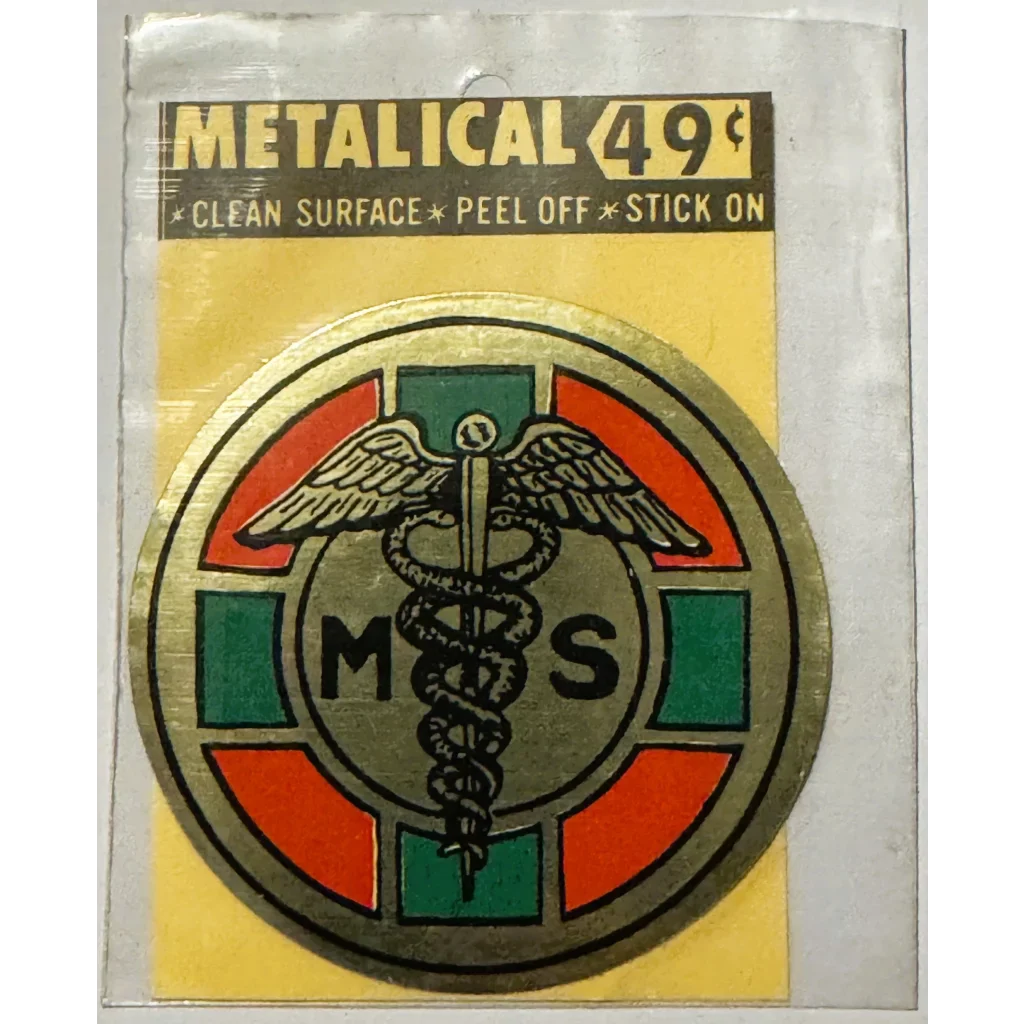 METALICAL 49¢
*CLEAN SURFACE* PEEL OFF *STICK ON
M S